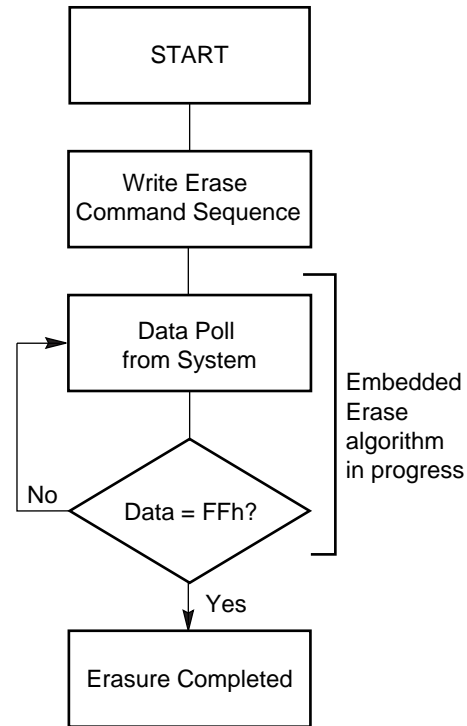 START
Write Erase
Command Sequence
Data Poll
from System
Embedded
Erase
algorithm
in progress
No
Data = FFh?
Yes
Erasure Completed